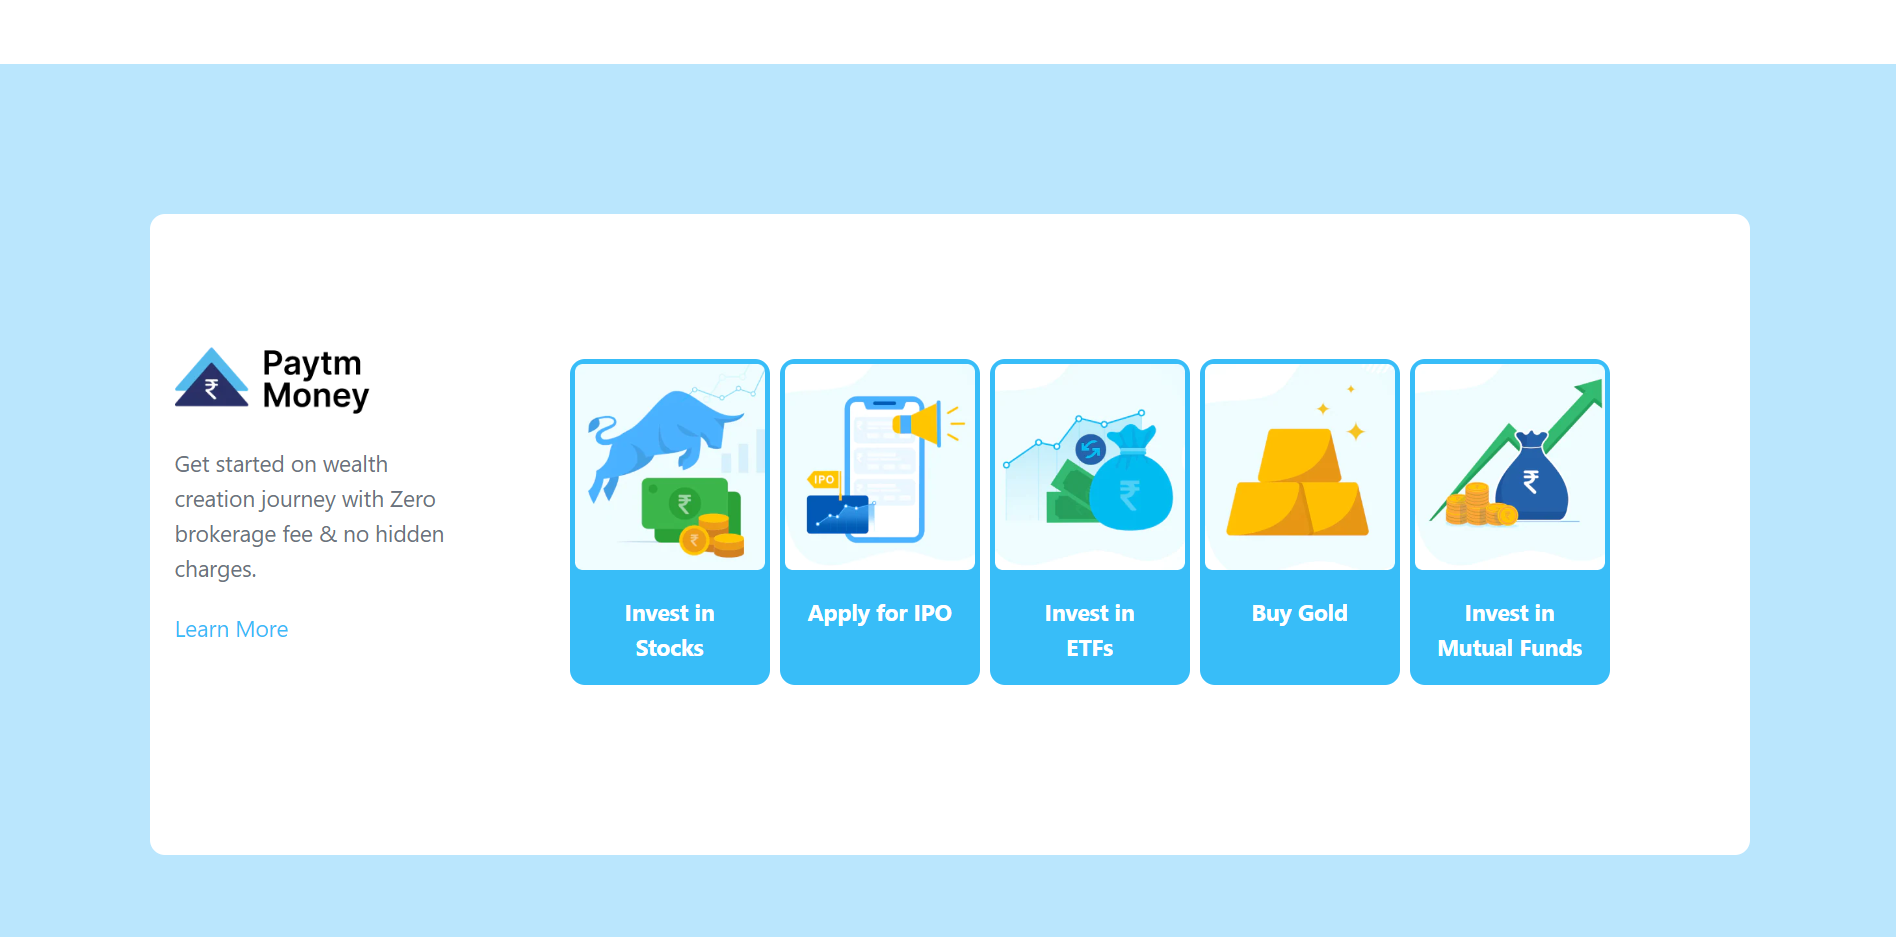 Paytm
Money
Get started on wealth
creation journey with Zero
brokerage fee & no hidden
charges.
Learn More
₹
₹
₹
Invest in
Stocks
IPO
Apply for IPO
₹
Invest in
ETFs
Buy Gold
₹
Invest in
Mutual Funds